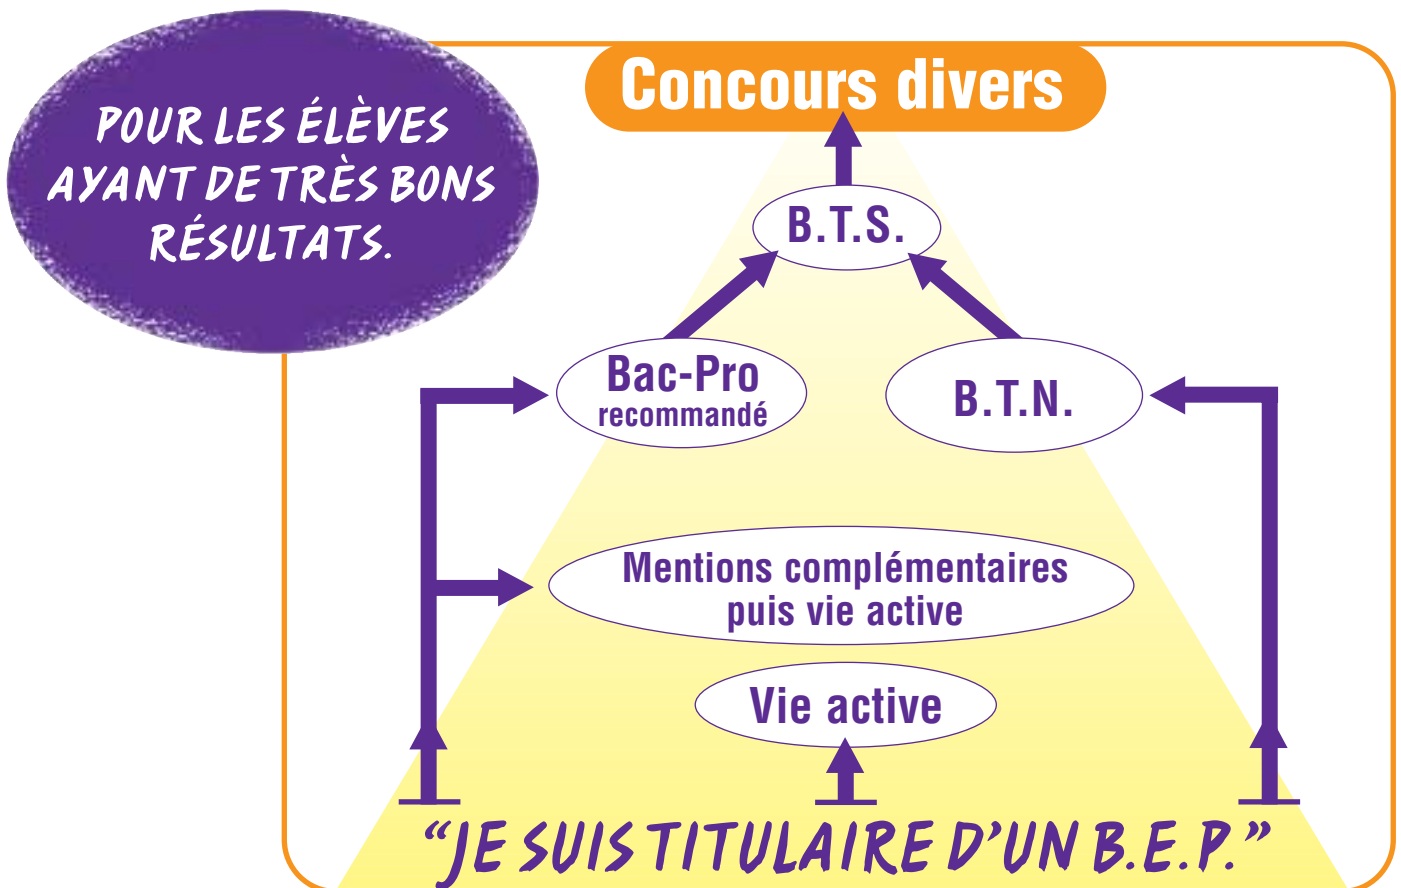 POUR LES ÉLÈVES
AYANT DE TRÈS BONS
RÉSULTATS.
Concours divers
B.T.S.
Bac-Pro
recommandé
B.T.N.
Mentions complémentaires
puis vie active
Vie active
“JE SUIS TITULAIRE D’UN B.E.P.”